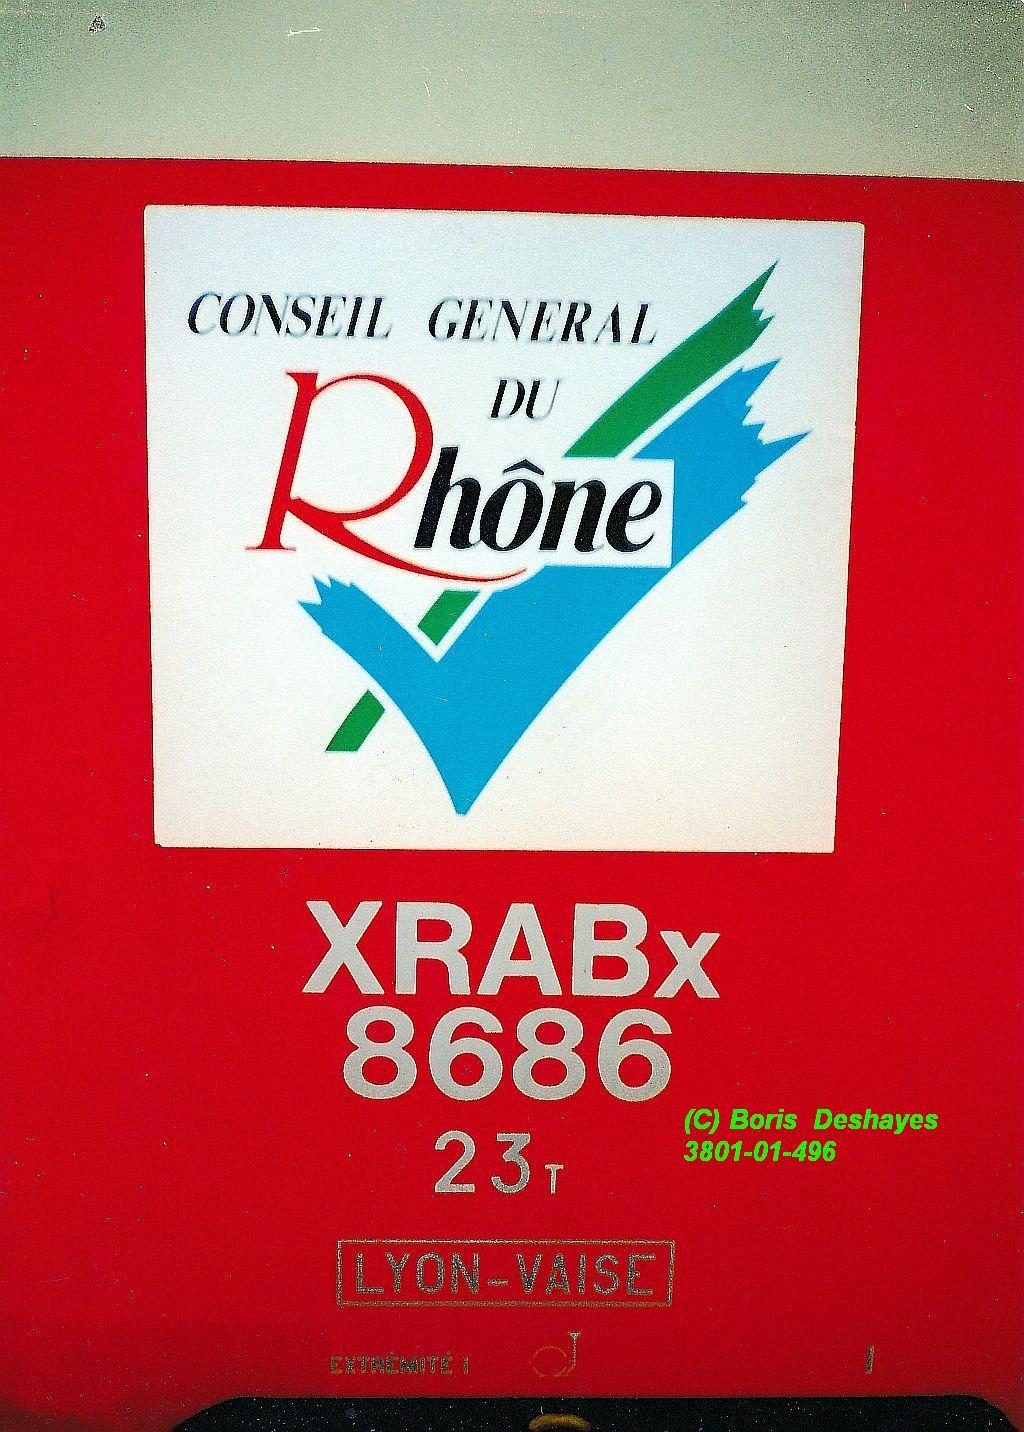 CONSEIL GENERAL
DU
Rhône
XRABx
8686
(C) Boris Deshayes
3801-01-496
23T
LYON-VAISE
EXTRÉMITÉ 1